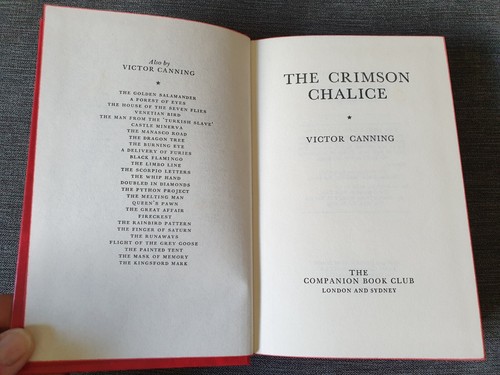 Also by
VICTOR CANNING
*
THE GOLDEN SALAMANDER
A FOREST OF EYES
THE HOUSE OF THE SEVEN FLIES
VENETIAN BIRD
THE MAN FROM THE 'TURKISH SLAVE'
CASTLE MINERVA
THE MANASCO ROAD
THE DRAGON TREE
THE BURNING EYE
A DELIVERY OF FURIES
BLACK FLAMINGO
THE LIMBO LINE
THE SCORPIO LETTERS
THE WHIP HAND
DOUBLED IN DIAMONDS
THE PYTHON PROJECT
THE MELTING MAN
QUEEN'S PAWN
THE GREAT AFFAIR
FIRECREST
THE RAINBIRD PATTERN
THE FINGER OF SATURN
THE RUNAWAYS
FLIGHT OF THE GREY GOOSE
THE PAINTED TENT
THE MASK OF MEMORY
THE KINGSFORD MARK
THE CRIMSON
CHALICE
*
VICTOR CANNING
THE
COMPANION BOOK CLUB
LONDON AND SYDNEY